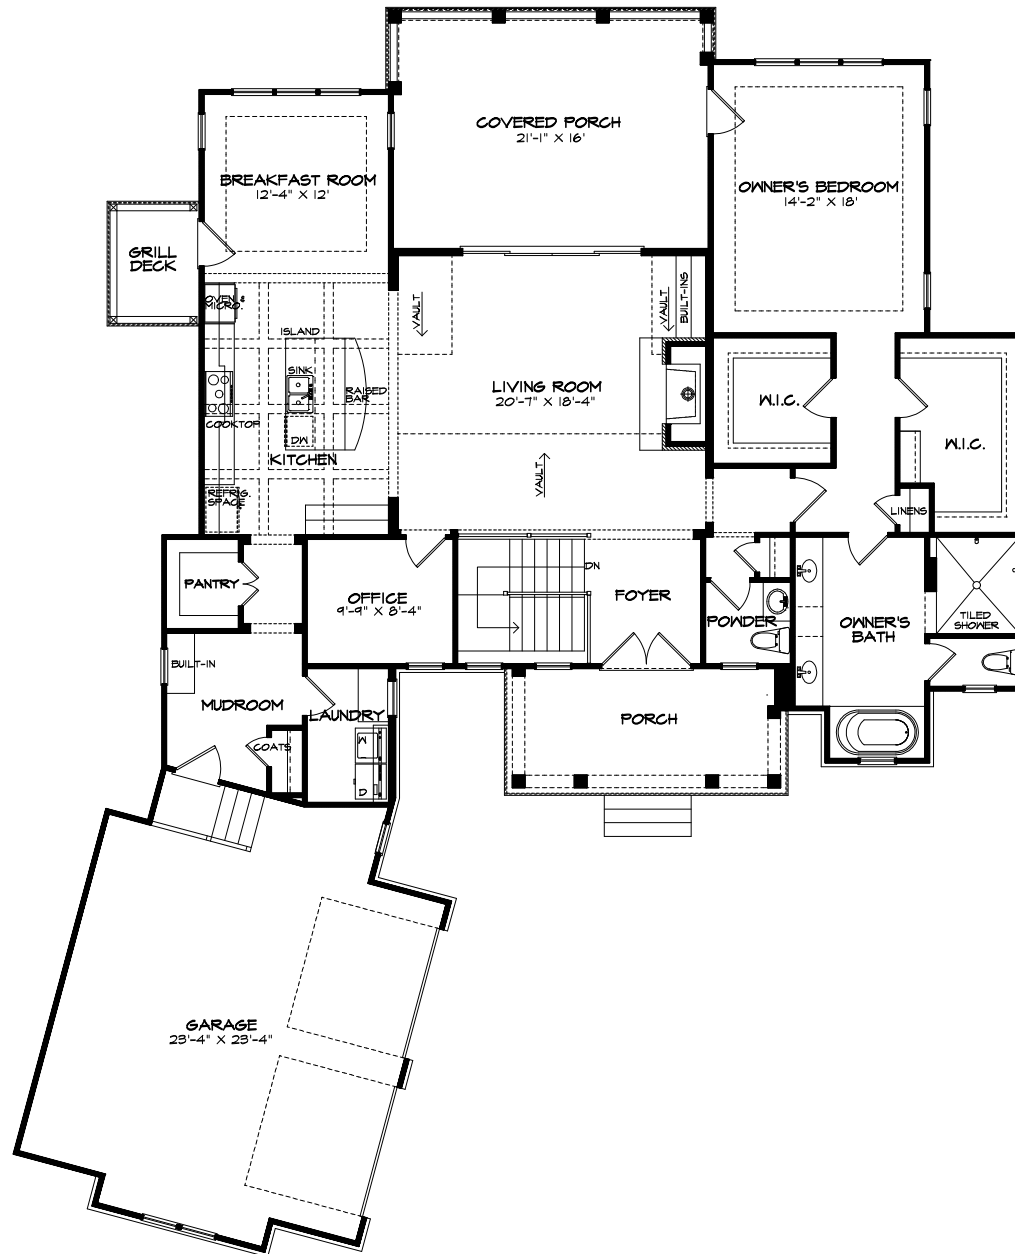 COVERED PORCH
21'-1" X 16'
BREAKFAST ROOM
12'-4" X 12'
OWNER'S BEDROOM
14'-2" X 18'
GRILL
DECK
OVEN &
MICRO.
ISLAND
VAULT
VAULT
BUILT-INS
SINK
RAISED
BAR
LIVING ROOM
20'-7" X 18'-4"
W.I.C.
COOKTOP
DW
KITCHEN
W.I.C.
VAULT
REFRIG.
SPACE
LINENS
PANTRY
OFFICE
9'-9" X 8'-4"
DN
FOYER
POWDER
OWNER'S
BATH
TILED
SHOWER
BUILT-IN
MUDROOM
LAUNDRY
PORCH
COATS
W
D
GARAGE
23'-4" X 23'-4"